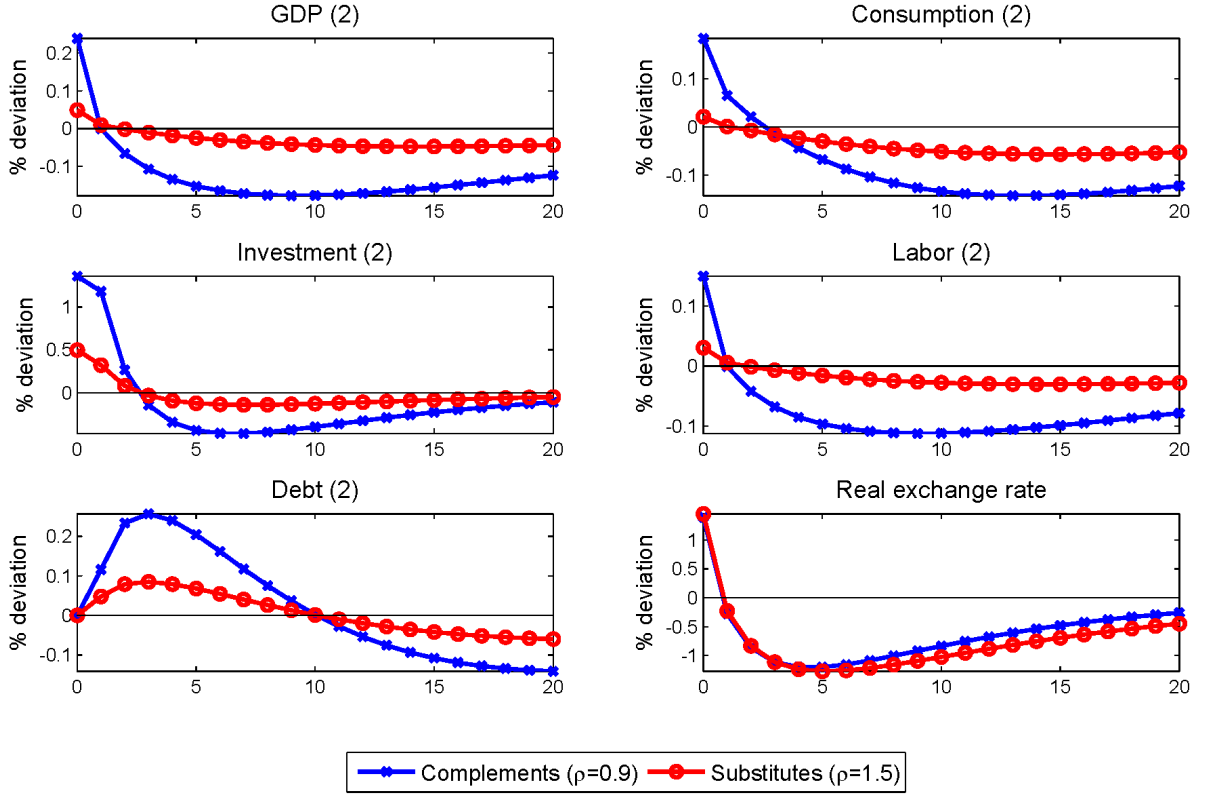 GDP (2)
% deviation
0.2
0.1
0
-0.1
0 5 10 15 20
Consumption (2)
% deviation
0.1
0
-0.1
0 5 10 15 20
Investment (2)
% deviation
1
0.5
0
0 5 10 15 20
Labor (2)
% deviation
0.1
0
-0.1
0 5 10 15 20
Debt (2)
% deviation
0.2
0.1
0
-0.1
0 5 10 15 20
Real exchange rate
% deviation
1
0.5
0
-0.5
-1
0 5 10 15 20
Complements (ρ=0.9) Substitutes (ρ=1.5)